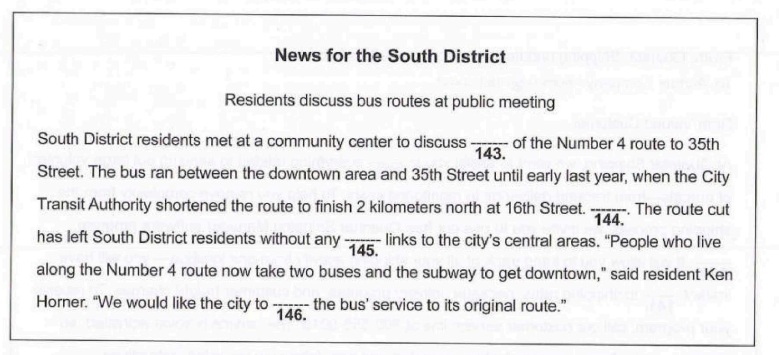 News for the South District
Residents discuss bus routes at public meeting
South District residents met at a community center to discuss ------- of the Number 4 route to 35th
143.
Street. The bus ran between the downtown area and 35th Street until early last year, when the City
Transit Authority shortened the route to finish 2 kilometers north at 16th Street. -------. The route cut
144.
has left South District residents without any ------- links to the city's central areas. "People who live
145.
along the Number 4 route now take two buses and the subway to get downtown," said resident Ken
Horner. "We would like the city to ------- the bus' service to its original route."
146.